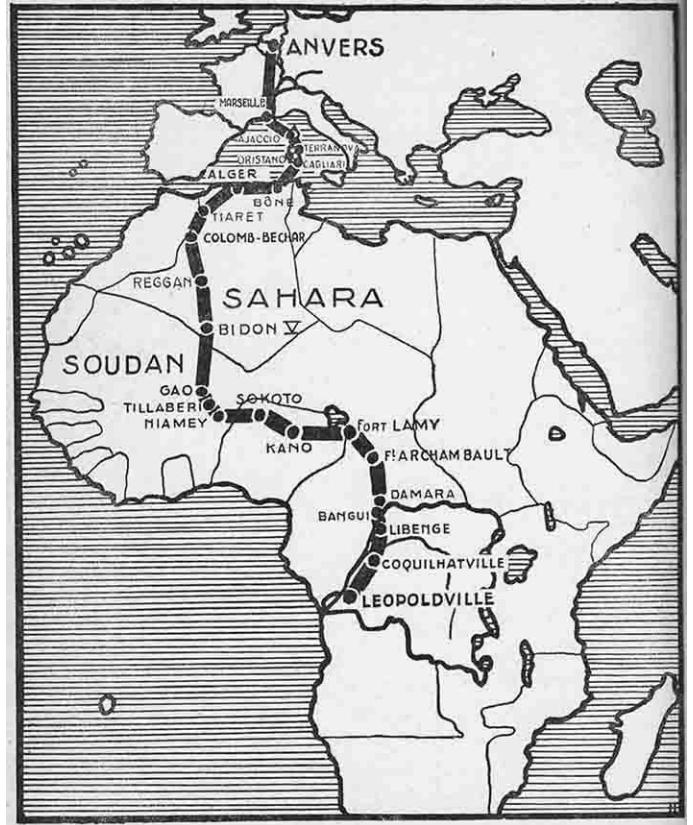 ANVERS
MARSEILLE
AJACCIO
TERRANOVA
ORISTANO
CAGLIARI
ALGER
BÔNE
TIARET
COLOMB-BECHAR
REGGAN
SAHARA
BIDON V
SOUDAN
GAO
SOKOTO
TILLABERI
NIAMEY
FORT LAMY
KANO
FT ARCHAMBAULT
DAMARA
BANGUI
LIBENGE
COQUILHATVILLE
LEOPOLDVILLE